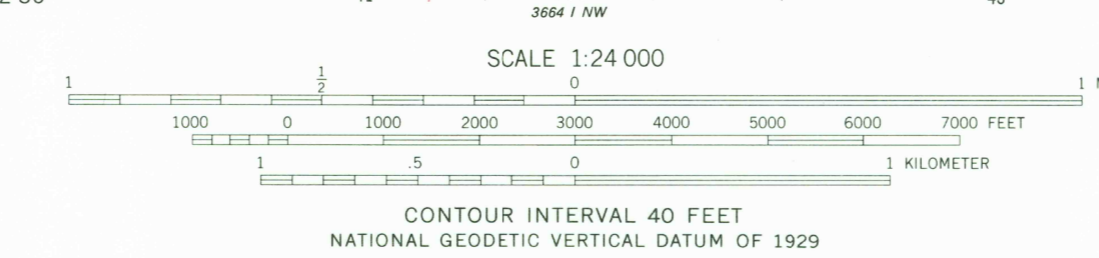 3664 I NW
SCALE 1:24 000
1 1/2 0 1
1000 0 1000 2000 3000 4000 5000 6000 7000 FEET
1 .5 0 1 KILOMETER
CONTOUR INTERVAL 40 FEET
NATIONAL GEODETIC VERTICAL DATUM OF 1929